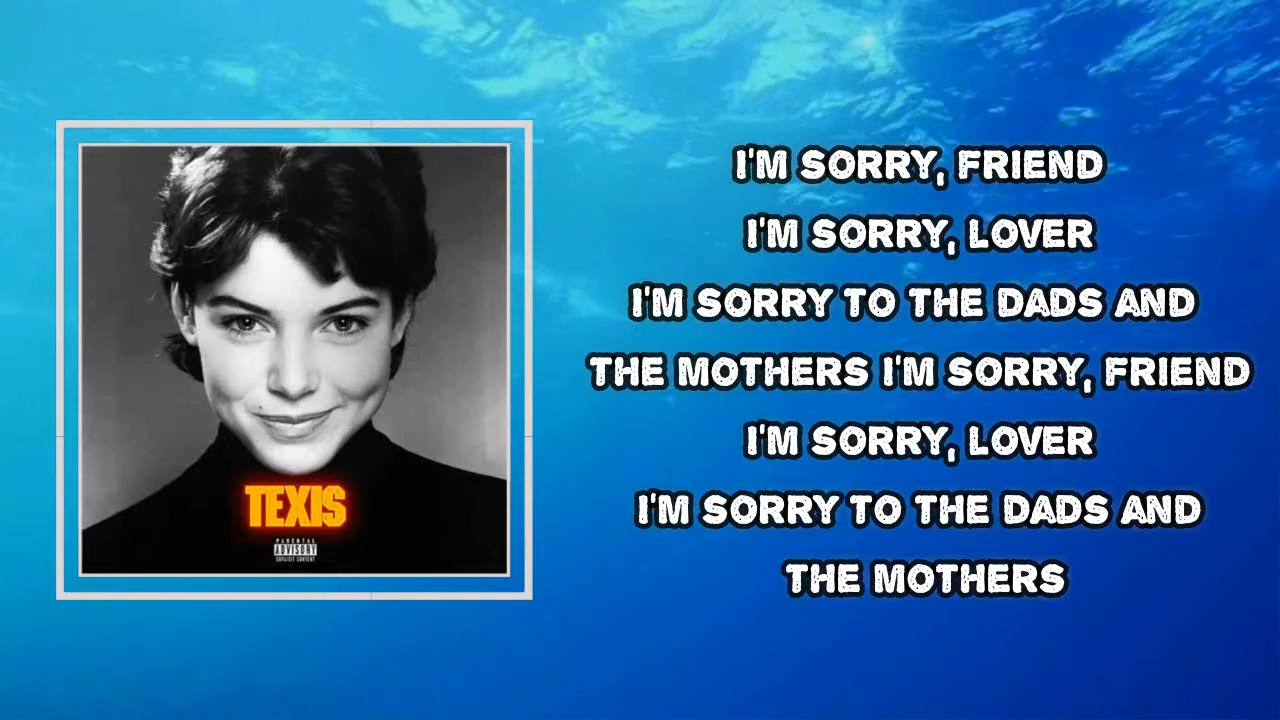 I'M SORRY, FRIEND
I'M SORRY, LOVER
I'M SORRY TO THE DADS AND
THE MOTHERS I'M SORRY, FRIEND
I'M SORRY, LOVER
I'M SORRY TO THE DADS AND
THE MOTHERS
TEXIS
PARENTAL
ADVISORY
EXPLICIT CONTENT